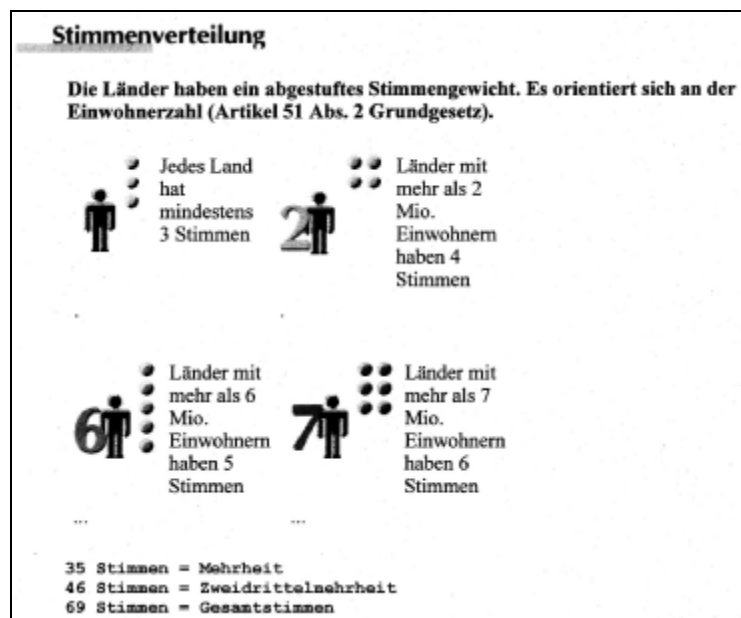 Stimmenverteilung
Die Länder haben ein abgestuftes Stimmengewicht. Es orientiert sich an der
Einwohnerzahl (Artikel 51 Abs. 2 Grundgesetz).
Jedes Land
hat
mindestens
3 Stimmen
.
2
Länder mit
mehr als 2
Mio.
Einwohnern
haben 4
Stimmen
.
6
Länder mit
mehr als 6
Mio.
Einwohnern
haben 5
Stimmen
...
7
Länder mit
mehr als 7
Mio.
Einwohnern
haben 6
Stimmen
...
35 Stimmen = Mehrheit
46 Stimmen = Zweidrittelmehrheit
69 Stimmen = Gesamtstimmen